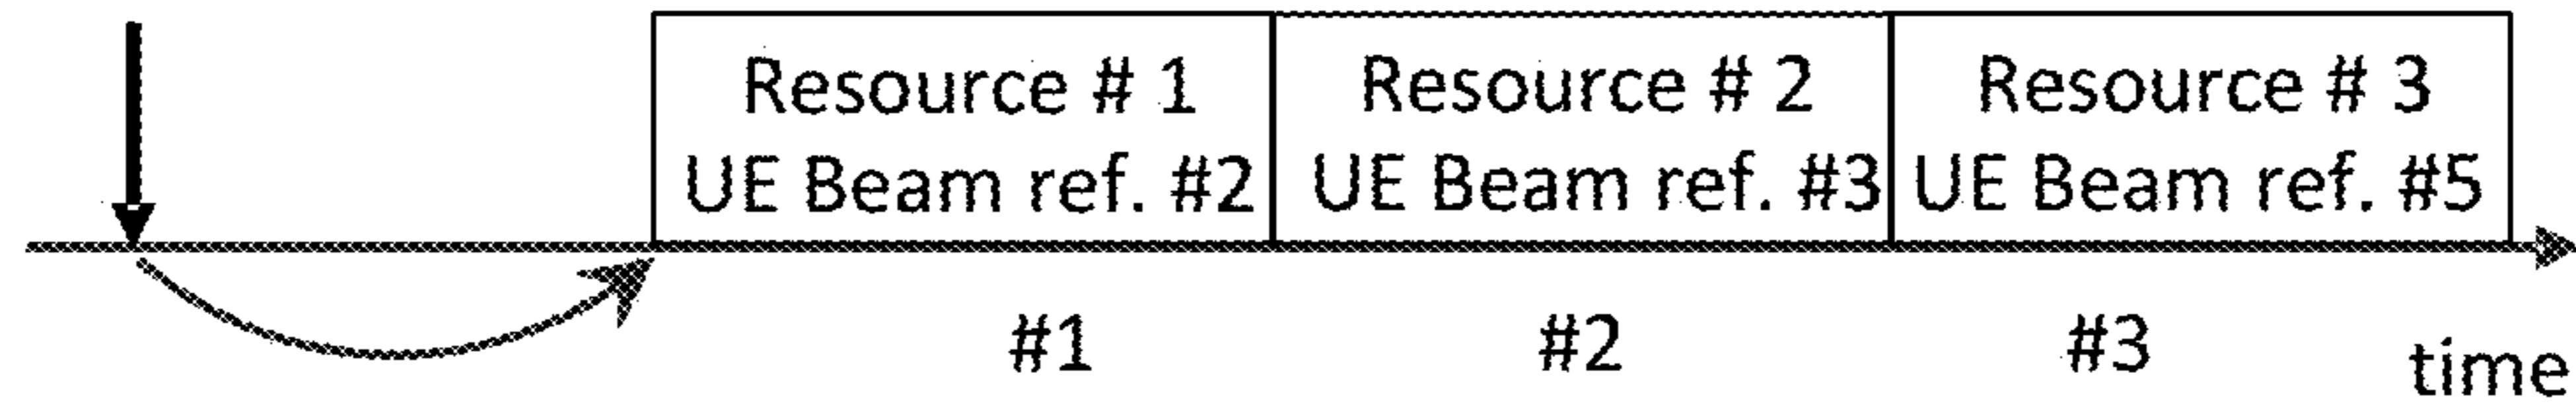 Resource # 1
UE Beam ref. #2
Resource # 2
UE Beam ref. #3
Resource # 3
UE Beam ref. #5
#1
#2
#3
time